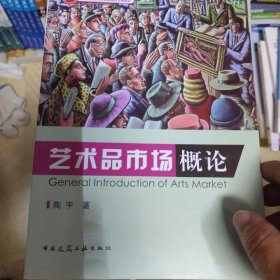 艺术品市场概论
General Introduction of Arts Market
陶宇 著
中国建筑工业出版社